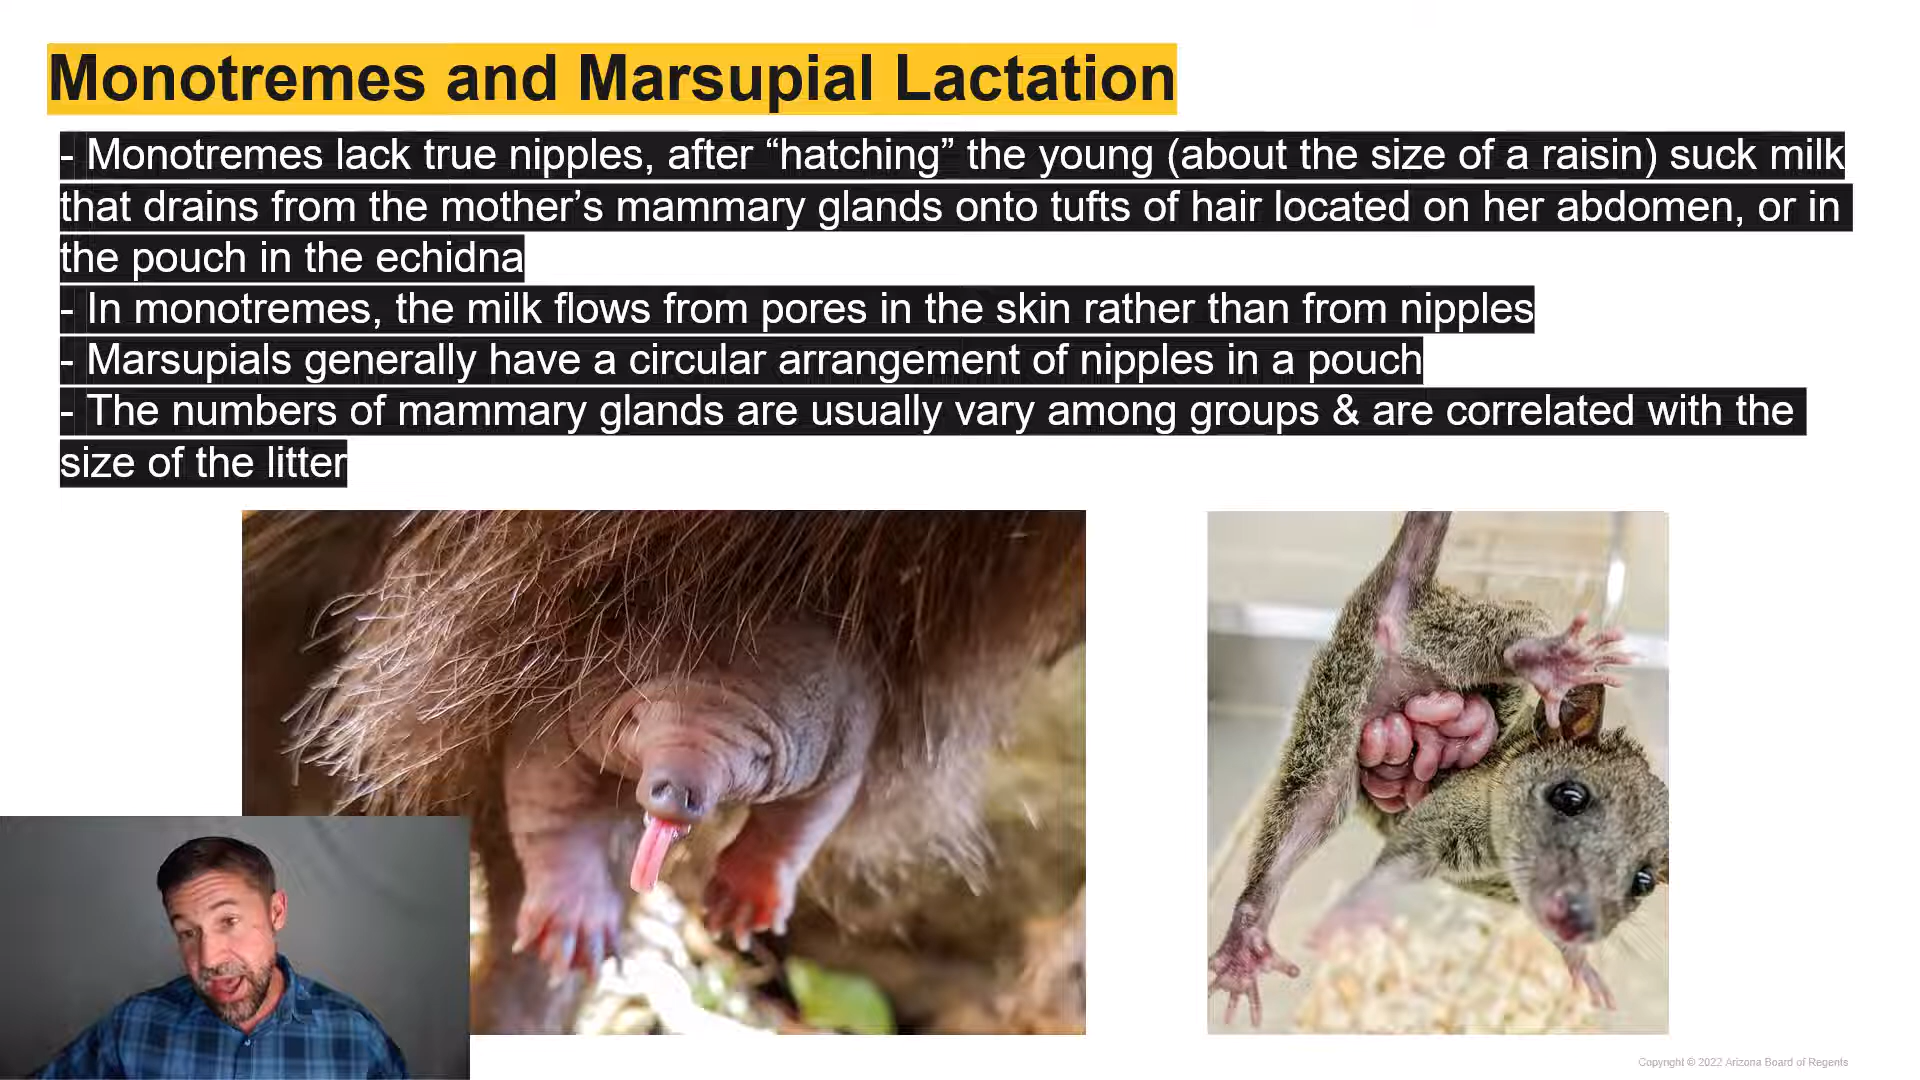 Monotremes and Marsupial Lactation
- Monotremes lack true nipples, after “hatching” the young (about the size of a raisin) suck milk
that drains from the mother’s mammary glands onto tufts of hair located on her abdomen, or in
the pouch in the echidna
- In monotremes, the milk flows from pores in the skin rather than from nipples
- Marsupials generally have a circular arrangement of nipples in a pouch
- The numbers of mammary glands are usually vary among groups & are correlated with the
size of the litter
Copyright © 2022 Arizona Board of Regents